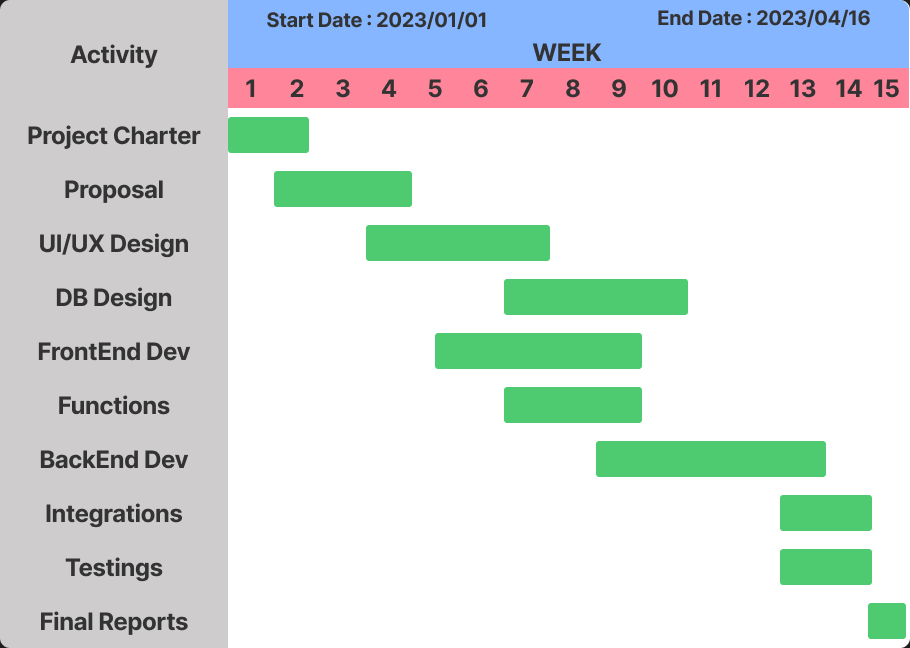 Start Date : 2023/01/01 End Date : 2023/04/16
Activity
WEEK
1 2 3 4 5 6 7 8 9 10 11 12 13 14 15
Project Charter
Proposal
UI/UX Design
DB Design
FrontEnd Dev
Functions
BackEnd Dev
Integrations
Testings
Final Reports